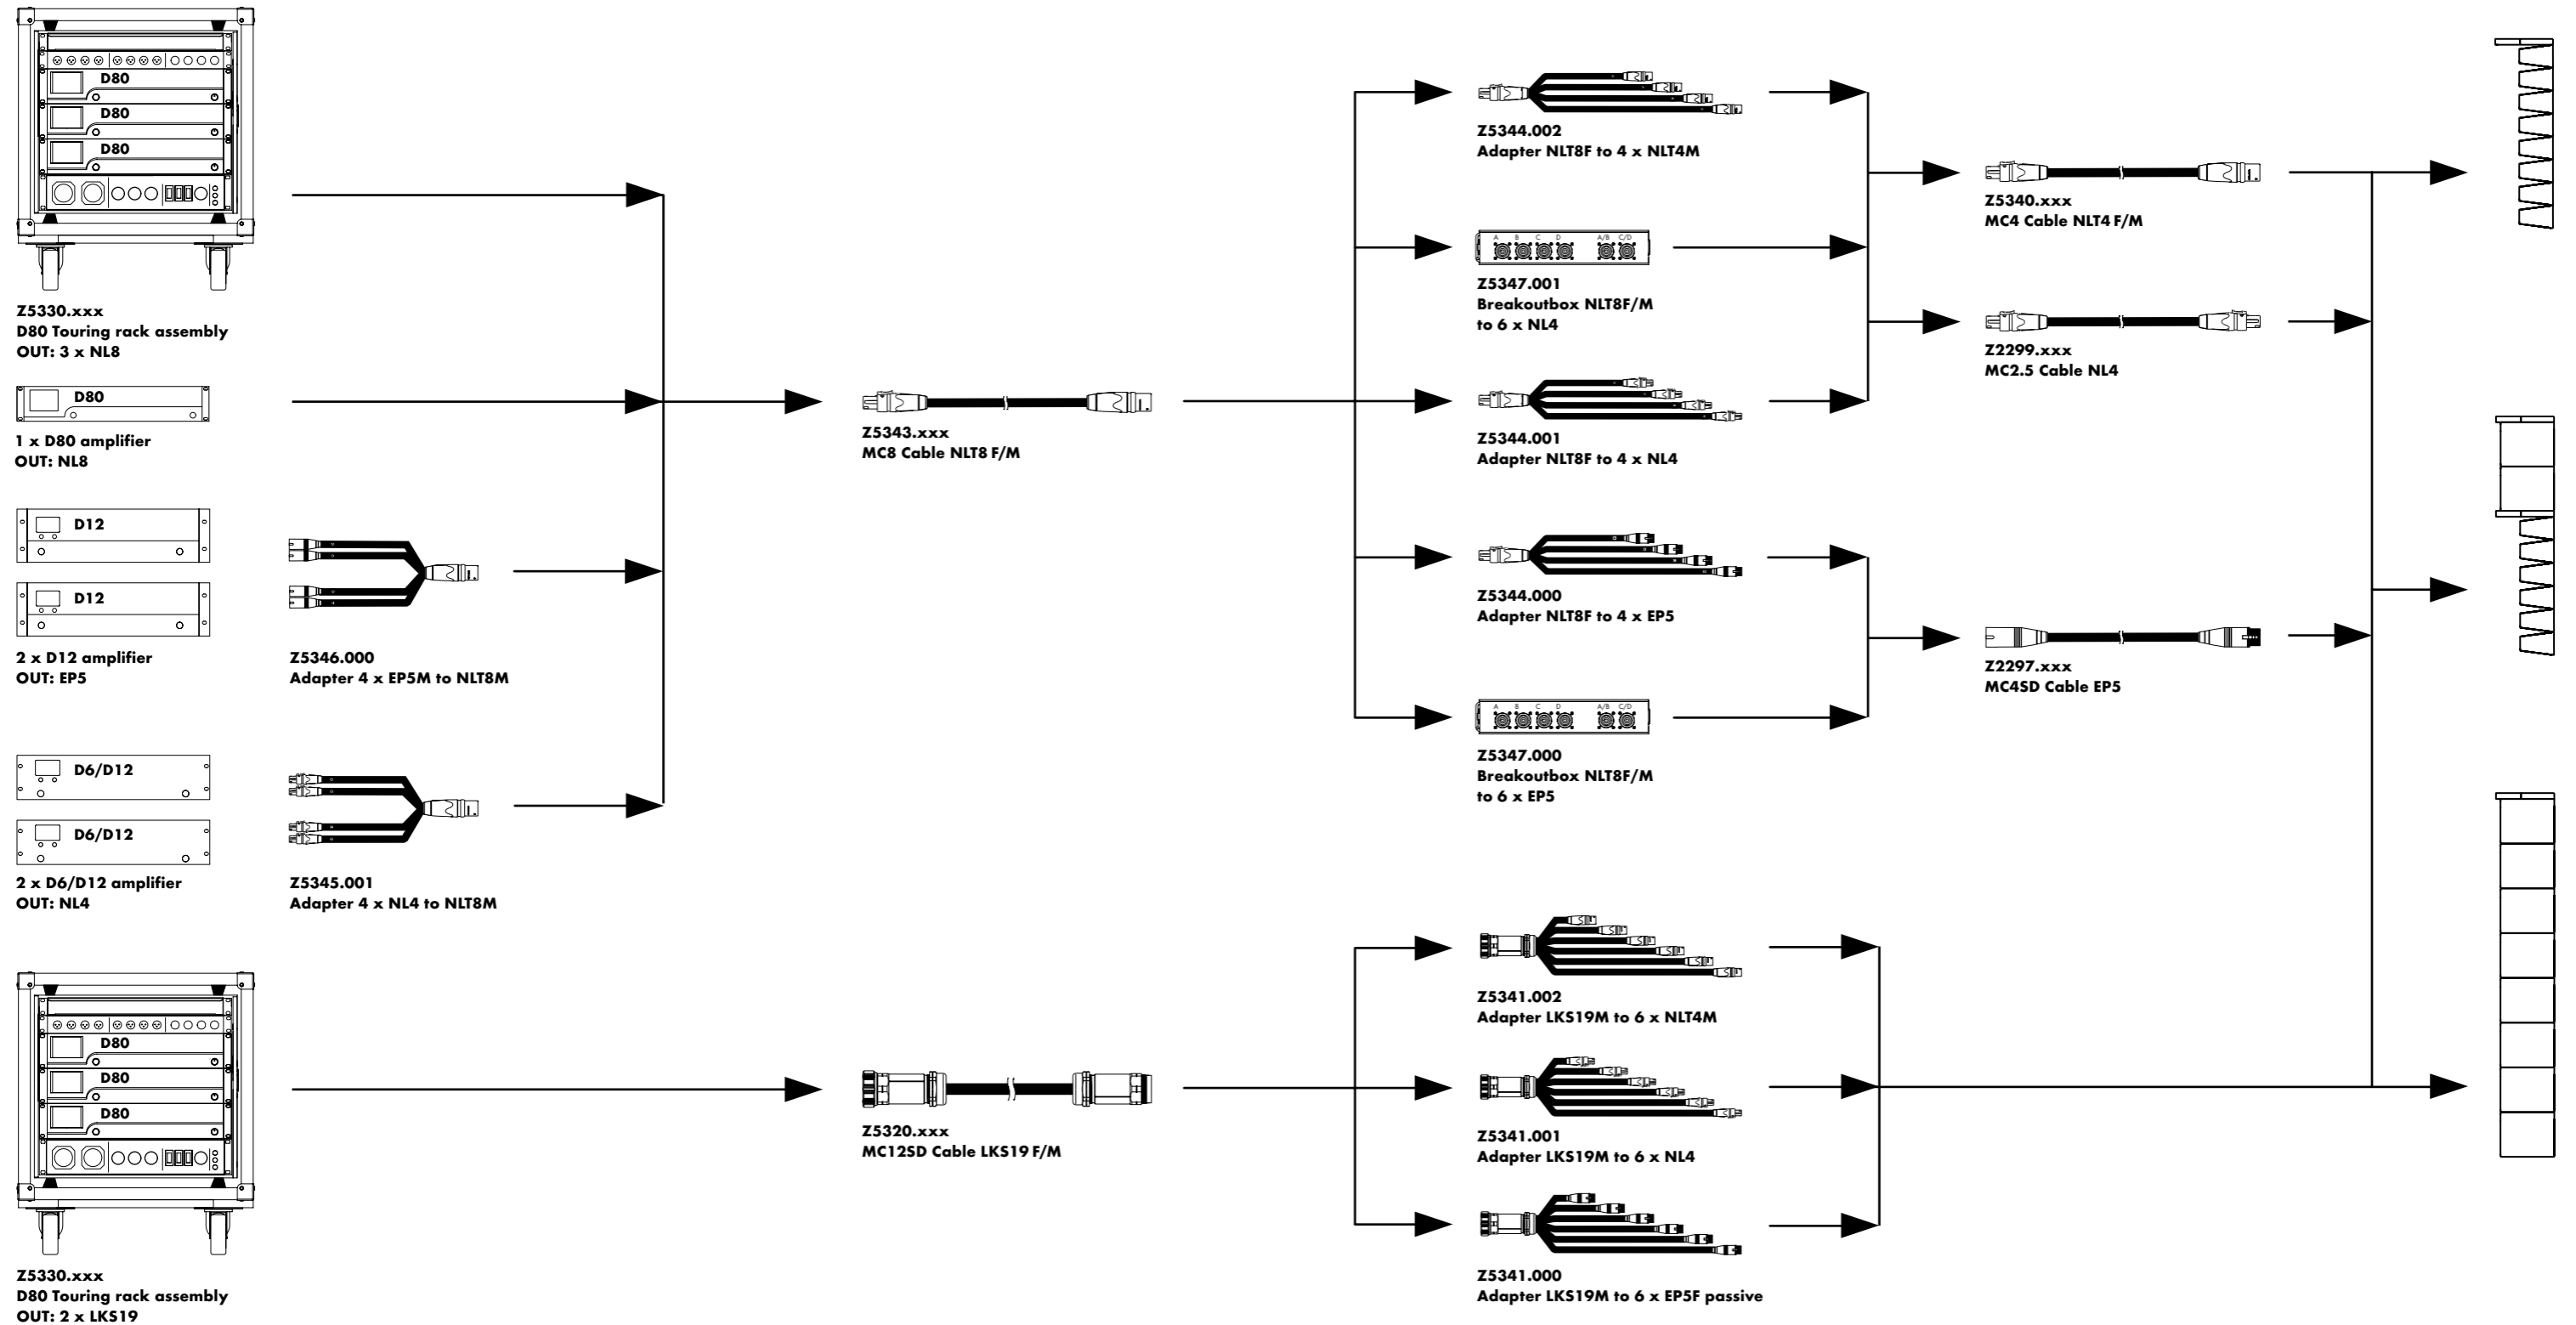 D80
D80
D80
Z5330.xxx
D80 Touring rack assembly
OUT: 3 x NL8
D80
1 x D80 amplifier
OUT: NL8
D12
D12
2 x D12 amplifier
OUT: EP5
Z5346.000
Adapter 4 x EP5M to NLT8M
D6/D12
D6/D12
2 x D6/D12 amplifier
OUT: NL4
Z5345.001
Adapter 4 x NL4 to NLT8M
D80
D80
D80
Z5330.xxx
D80 Touring rack assembly
OUT: 2 x LKS19
Z5343.xxx
MC8 Cable NLT8 F/M
Z5320.xxx
MC12SD Cable LKS19 F/M
Z5344.002
Adapter NLT8F to 4 x NLT4M
A B C D A/B C/D
Z5347.001
Breakoutbox NLT8F/M
to 6 x NL4
Z5344.001
Adapter NLT8F to 4 x NL4
Z5344.000
Adapter NLT8F to 4 x EP5
A B C D A/B C/D
Z5347.000
Breakoutbox NLT8F/M
to 6 x EP5
Z5341.002
Adapter LKS19M to 6 x NLT4M
Z5341.001
Adapter LKS19M to 6 x NL4
Z5341.000
Adapter LKS19M to 6 x EP5F passive
Z5340.xxx
MC4 Cable NLT4 F/M
Z2299.xxx
MC2.5 Cable NL4
Z2297.xxx
MC4SD Cable EP5